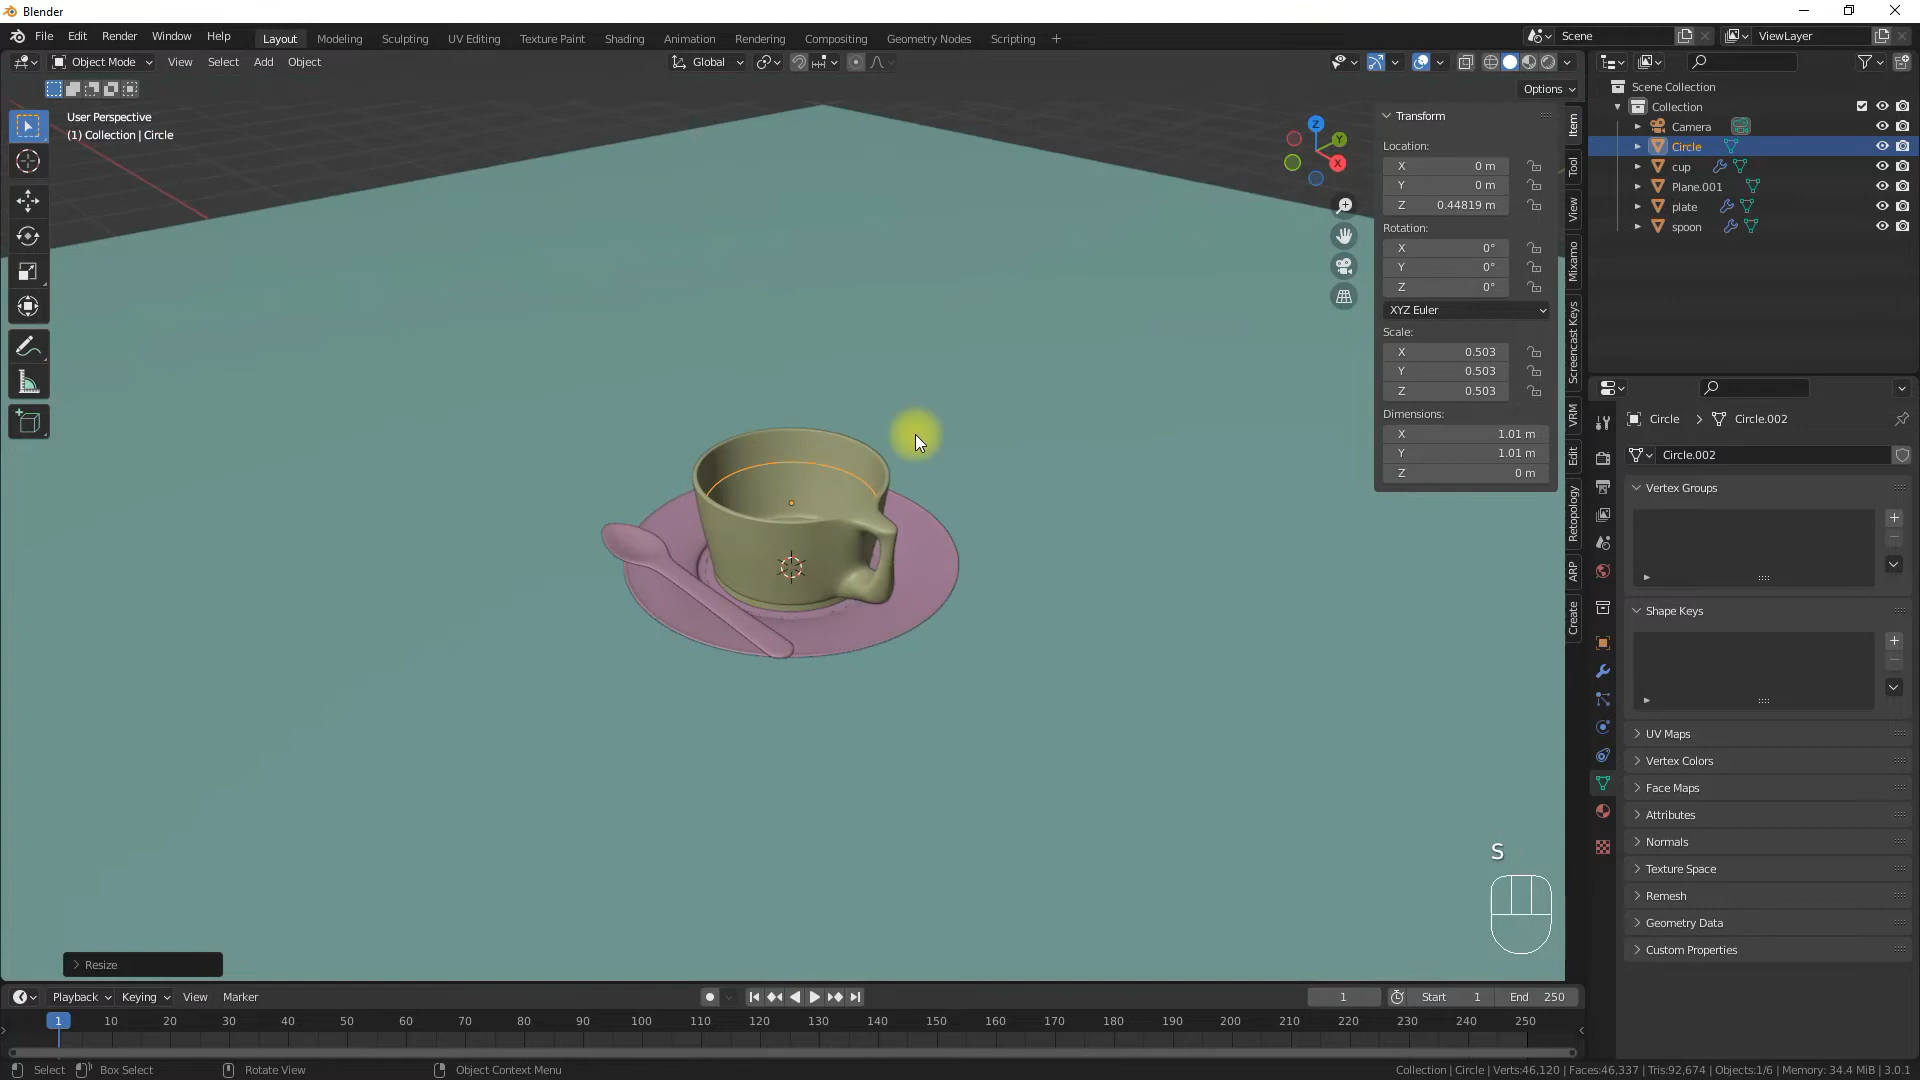 Blender
File Edit Render Window Help Layout Modeling Sculpting UV Editing Texture Paint Shading Animation Rendering Compositing Geometry Nodes Scripting + Scene ViewLayer
Object Mode View Select Add Object Global
Options
User Perspective
(1) Collection | Circle
Transform
Location:
X 0 m
Y 0 m
Z 0.44819 m
Rotation:
X 0°
Y 0°
Z 0°
XYZ Euler
Scale:
X 0.503
Y 0.503
Z 0.503
Dimensions:
X 1.01 m
Y 1.01 m
Z 0 m
Z
Y
X
Item
Tool
View
Mixamo
Screencast Keys
VRM
Edit
Retopology
ARP
Create
Scene Collection
Collection
Camera
Circle
cup
Plane.001
plate
spoon
Circle > Circle.002
Circle.002
Vertex Groups
Shape Keys
UV Maps
Vertex Colors
Face Maps
Attributes
Normals
Texture Space
Remesh
Geometry Data
Custom Properties
S
> Resize
Playback Keying View Marker 1 Start 1 End 250
1 10 20 30 40 50 60 70 80 90 100 110 120 130 140 150 160 170 180 190 200 210 220 230 240 250
Select Box Select Rotate View Object Context Menu Collection | Circle | Verts:46,120 | Faces:46,337 | Tris:92,674 | Objects:1/6 | Memory: 34.4 MiB | 3.0.1